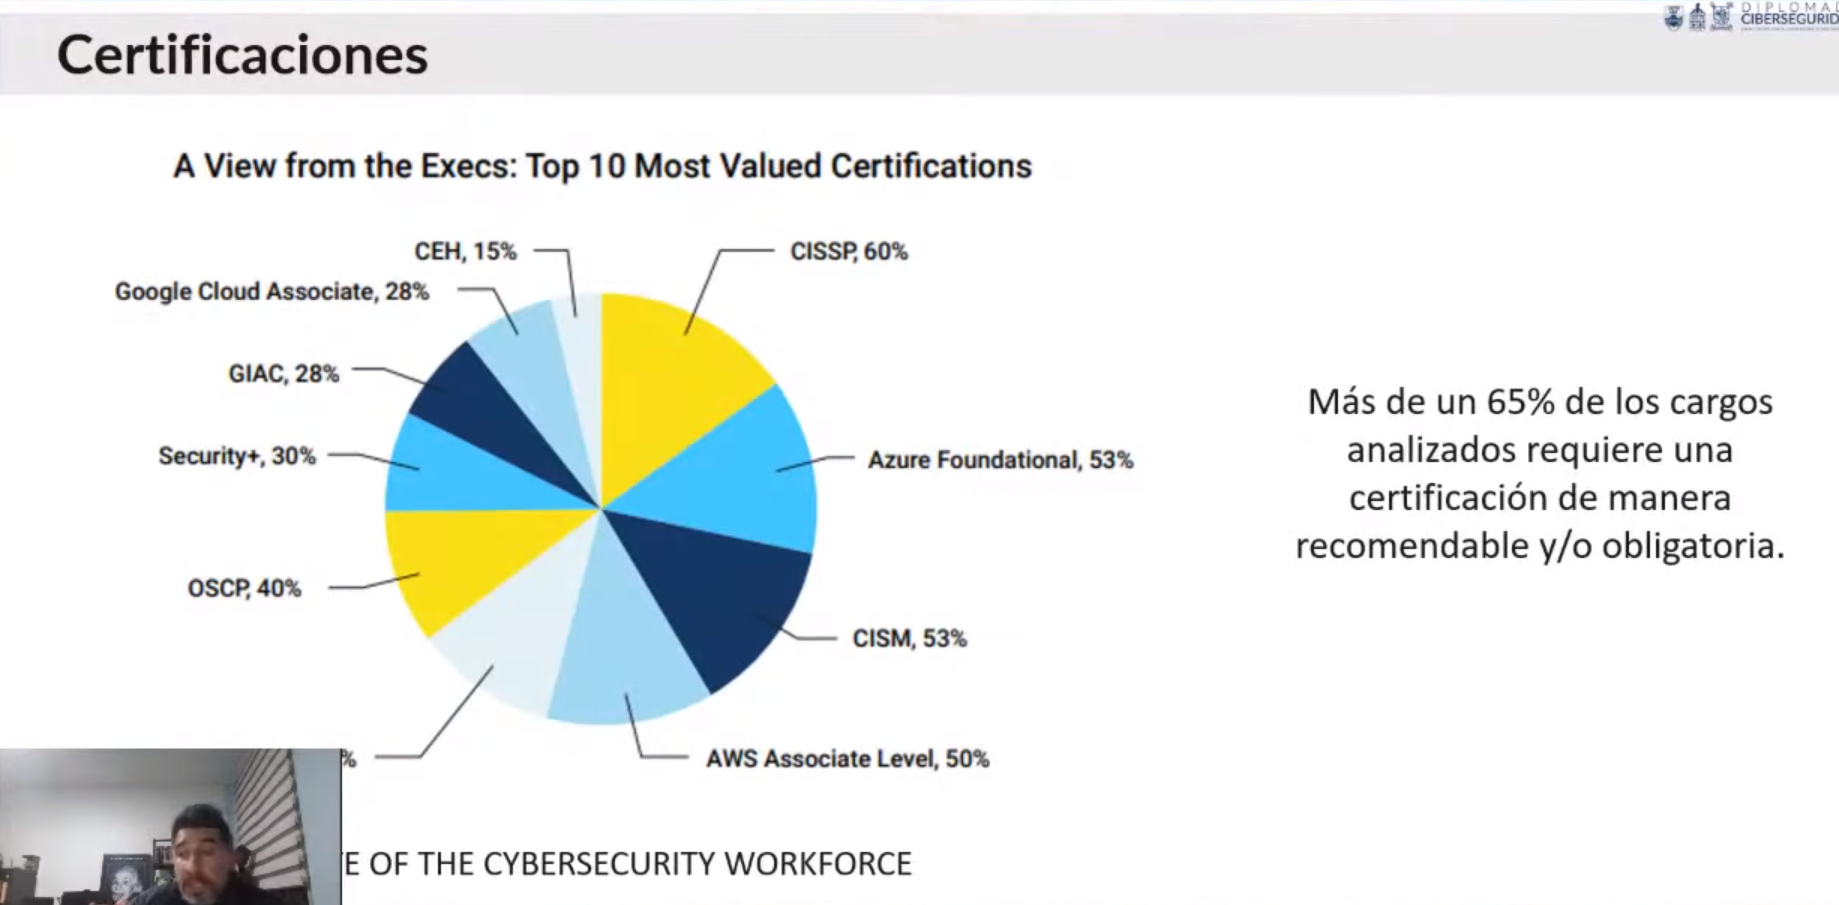 DIPLOMA
CIBERSEGURID
Certificaciones
A View from the Execs: Top 10 Most Valued Certifications
CEH, 15%
CISSP, 60%
Google Cloud Associate, 28%
GIAC, 28%
Security+, 30%
Azure Foundational, 53%
OSCP, 40%
CISM, 53%
%
AWS Associate Level, 50%
Más de un 65% de los cargos
analizados requiere una
certificación de manera
recomendable y/o obligatoria.
E OF THE CYBERSECURITY WORKFORCE